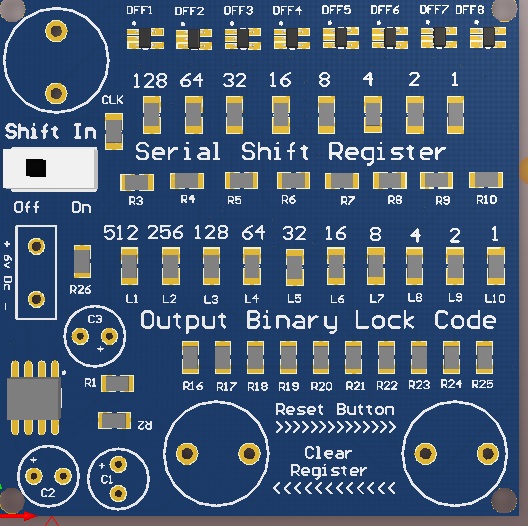 DFF1 DFF2 DFF3 DFF4 DFF5 DFF6 DFF7 DFF8
128 64 32 16 8 4 2 1
CLK
Shift In
Serial Shift Register
R3 R4 R5 R6 R7 R8 R9 R10
Off On
512 256 128 64 32 16 8 4 2 1
+ 6v Dc -
R26
L1 L2 L3 L4 L5 L6 L7 L8 L9 L10
C3
+
Output Binary Lock Code
R16 R17 R18 R19 R20 R21 R22 R23 R24 R25
R1
R2
Reset Button
>>>>>>>>>>>>>>>
Clear
Register
<<<<<<<<<<<<<<<
+
C2
+
C1